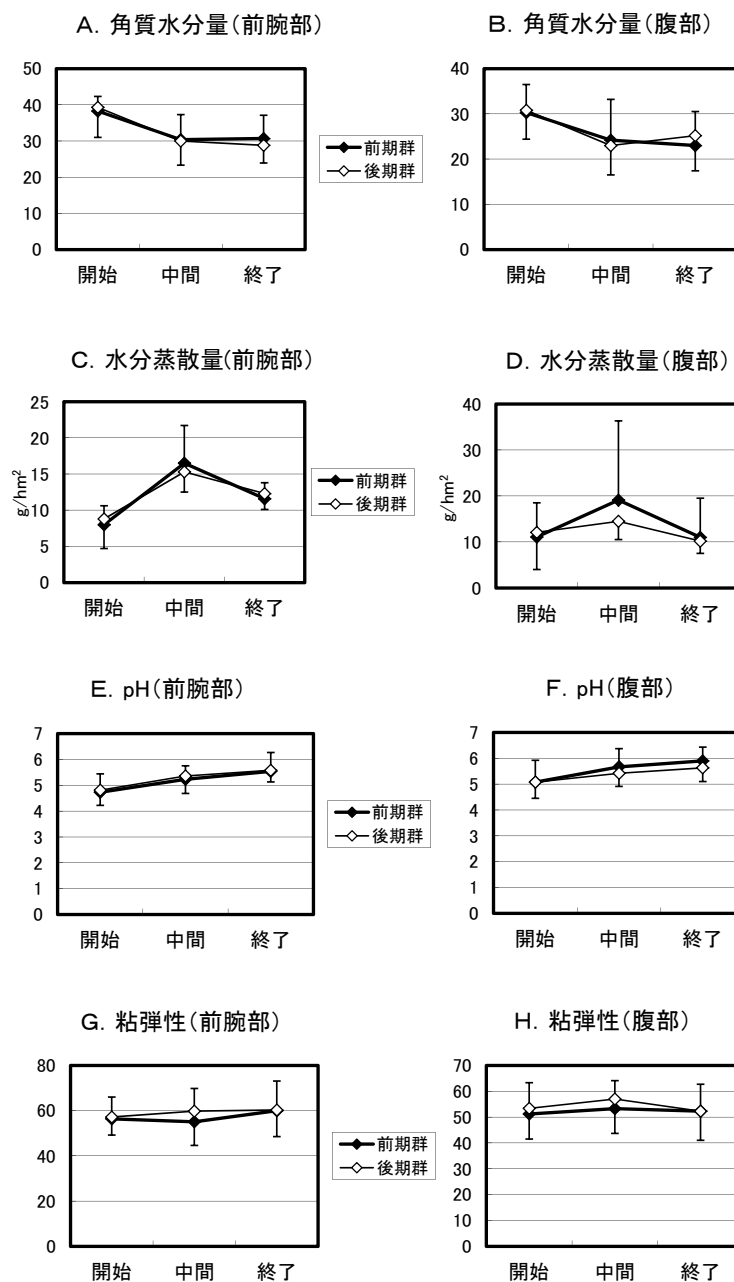 A. 角質水分量(前腕部)
50
40
30
20
10
0
開始 中間 終了
前期群
後期群
B. 角質水分量(腹部)
40
30
20
10
0
開始 中間 終了
C. 水分蒸散量(前腕部)
g/hm²
25
20
15
10
5
0
開始 中間 終了
前期群
後期群
D. 水分蒸散量(腹部)
g/hm²
40
30
20
10
0
開始 中間 終了
E. pH(前腕部)
7
6
5
4
3
2
1
0
開始 中間 終了
前期群
後期群
F. pH(腹部)
7
6
5
4
3
2
1
0
開始 中間 終了
G. 粘弾性(前腕部)
80
60
40
20
0
開始 中間 終了
前期群
後期群
H. 粘弾性(腹部)
70
60
50
40
30
20
10
0
開始 中間 終了